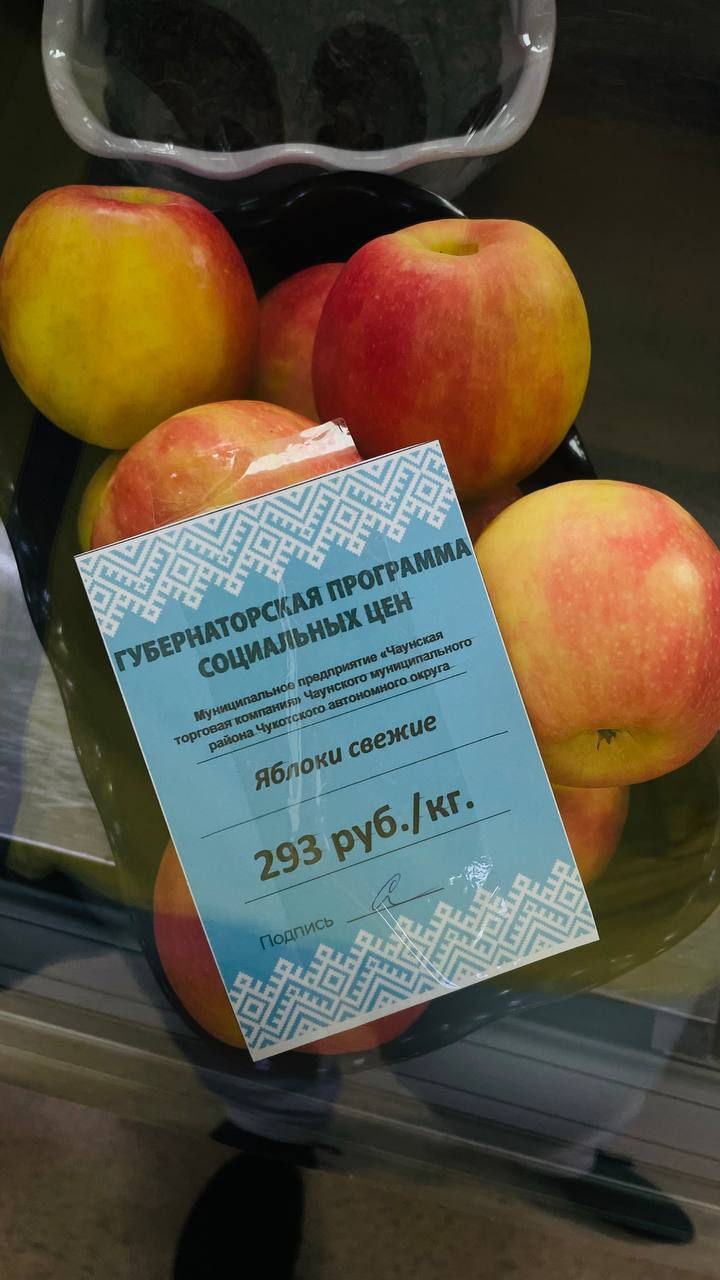 ГУБЕРНАТОРСКАЯ ПРОГРАММА
СОЦИАЛЬНЫХ ЦЕН
Муниципальное предприятие «Чаунская
торговая компания» Чаунского муниципального
района Чукотского автономного округа
Яблоки свежие
293 руб./кг.
Подпись